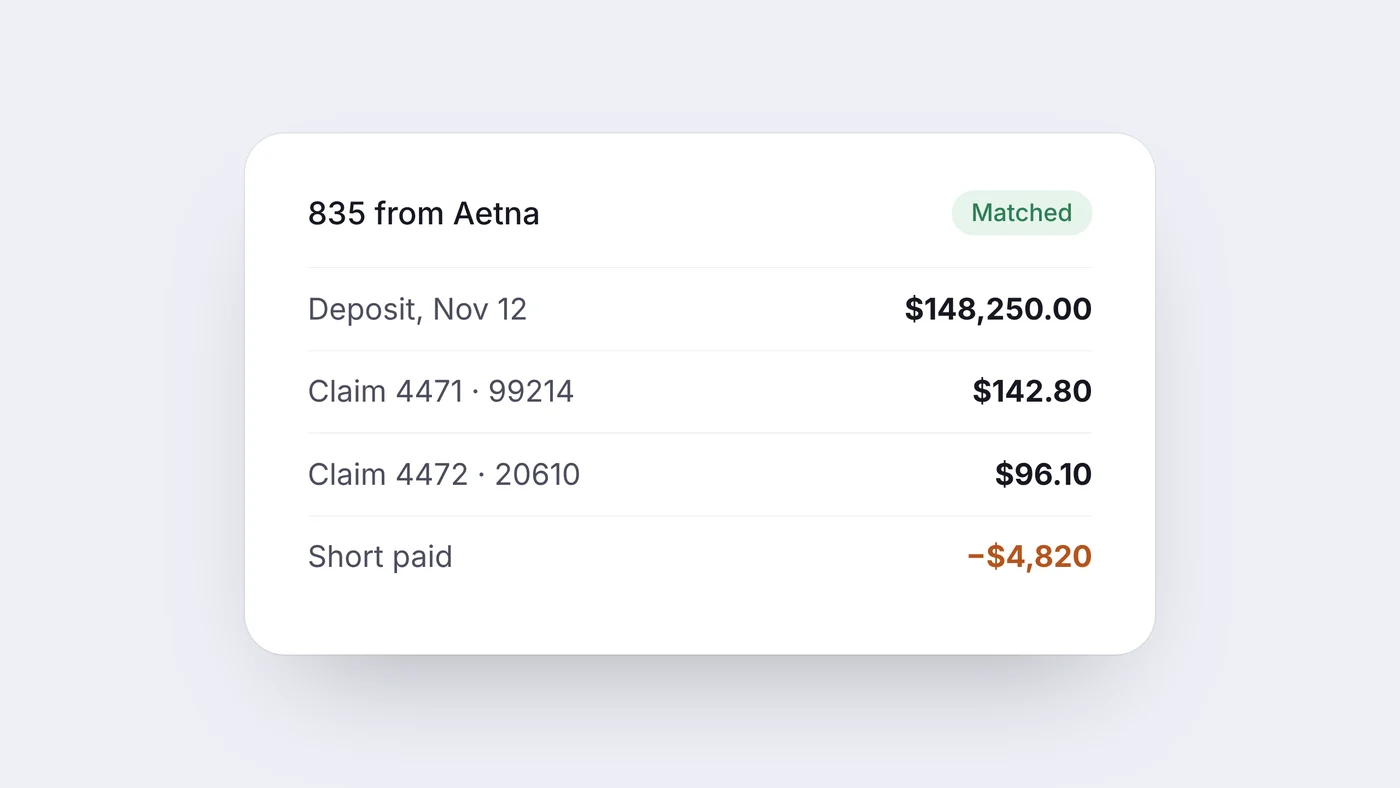 835 from Aetna Matched
Deposit, Nov 12 $148,250.00
Claim 4471 · 99214 $142.80
Claim 4472 · 20610 $96.10
Short paid −$4,820